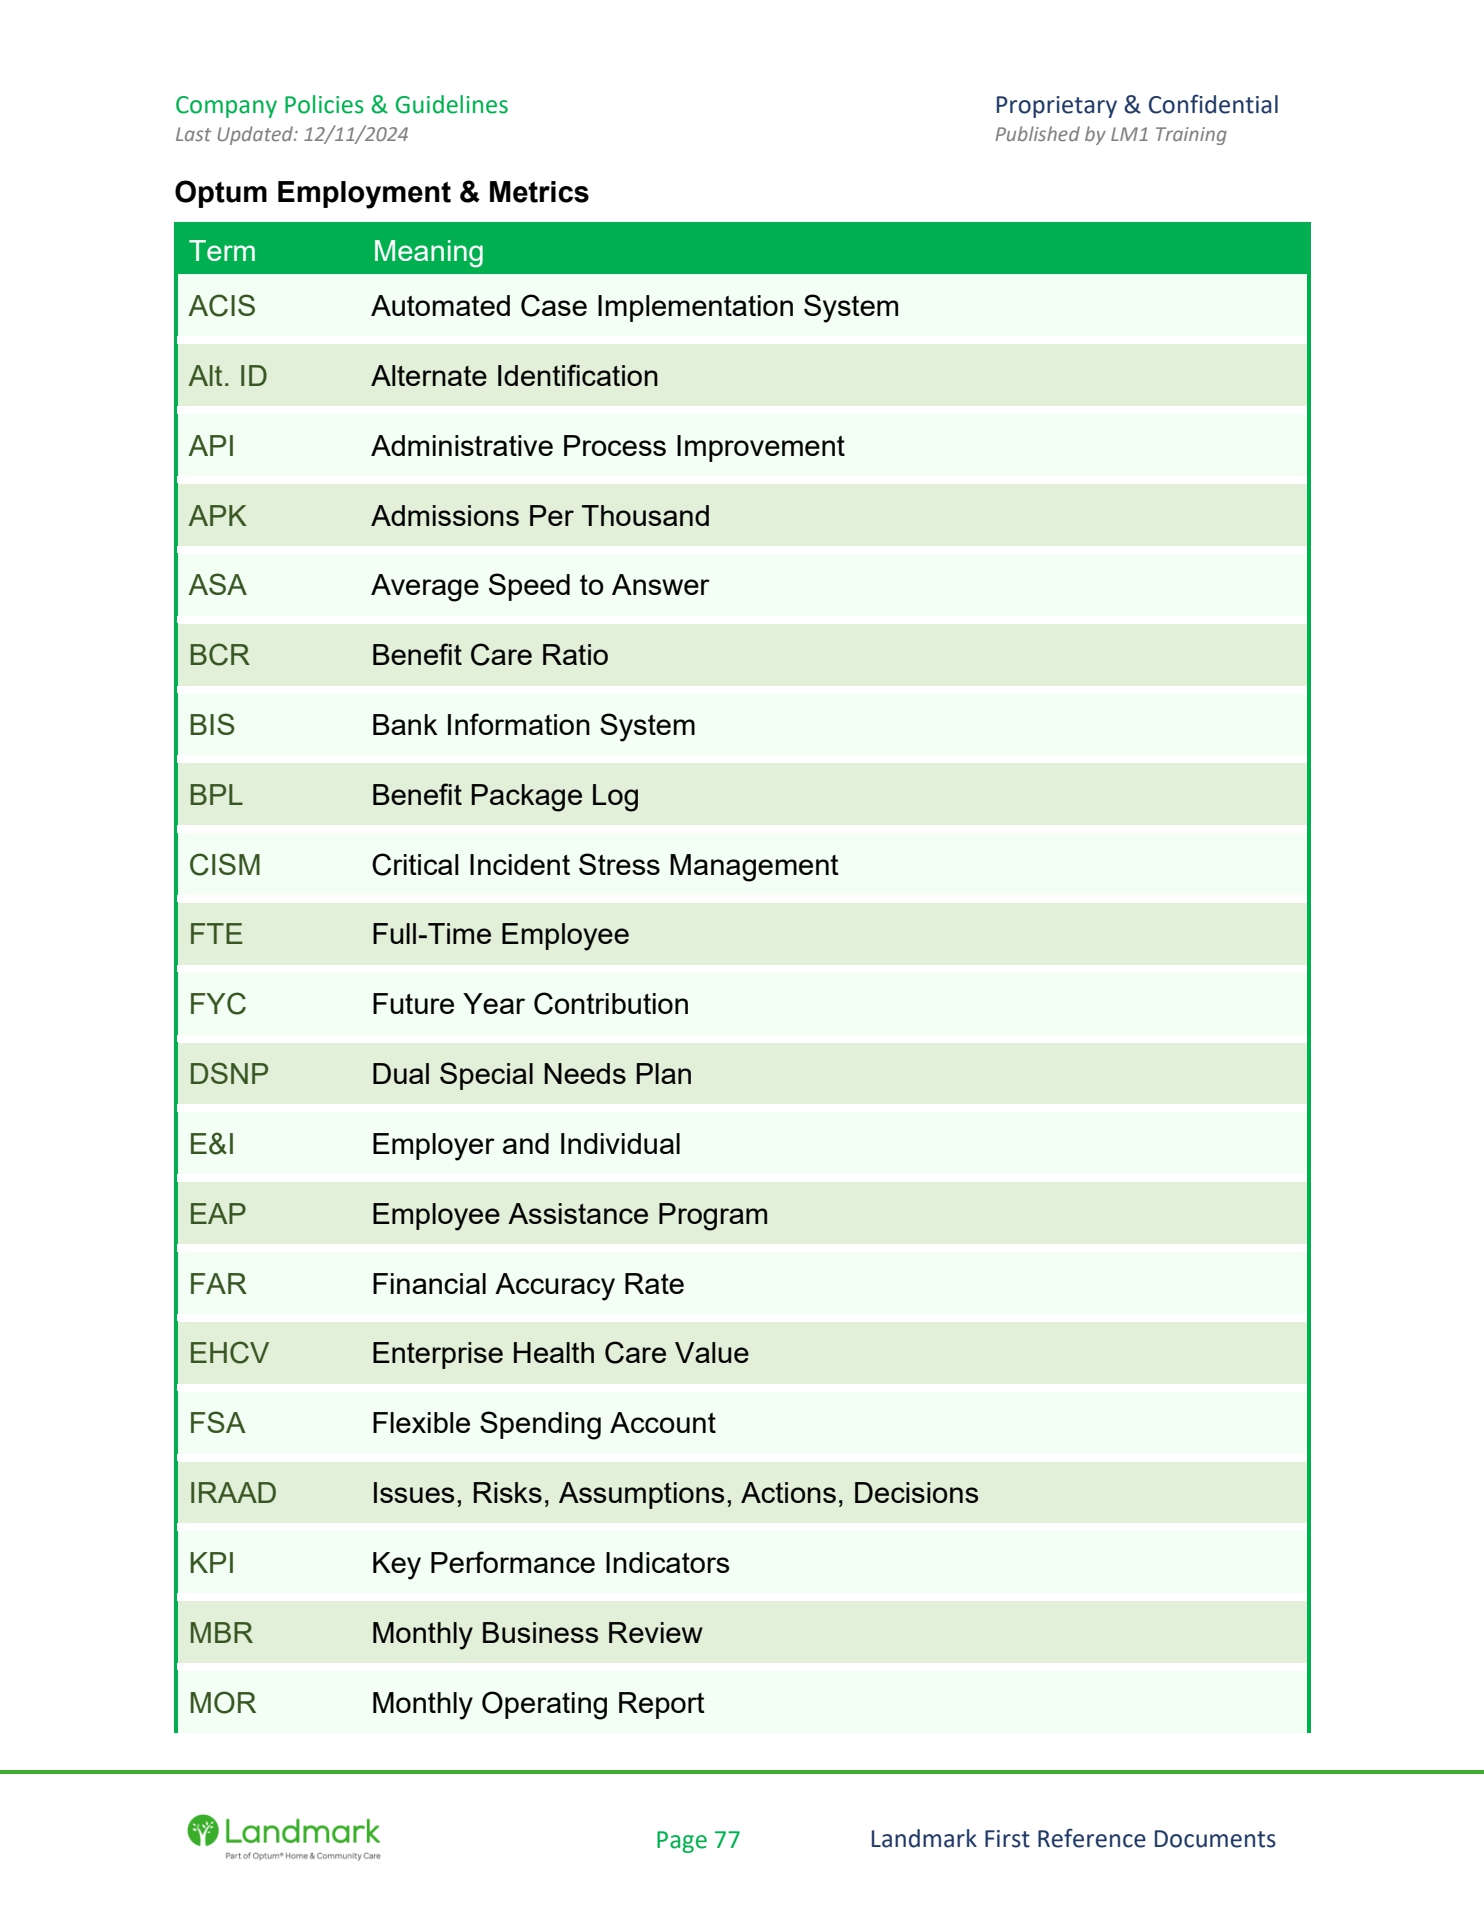 Company Policies & Guidelines Proprietary & Confidential
Last Updated: 12/11/2024 Published by LM1 Training
Optum Employment & Metrics
Term Meaning
ACIS Automated Case Implementation System
Alt. ID Alternate Identification
API Administrative Process Improvement
APK Admissions Per Thousand
ASA Average Speed to Answer
BCR Benefit Care Ratio
BIS Bank Information System
BPL Benefit Package Log
CISM Critical Incident Stress Management
FTE Full-Time Employee
FYC Future Year Contribution
DSNP Dual Special Needs Plan
E&I Employer and Individual
EAP Employee Assistance Program
FAR Financial Accuracy Rate
EHCV Enterprise Health Care Value
FSA Flexible Spending Account
IRAAD Issues, Risks, Assumptions, Actions, Decisions
KPI Key Performance Indicators
MBR Monthly Business Review
MOR Monthly Operating Report
Landmark
Part of Optum® Home & Community Care
Page 77 Landmark First Reference Documents